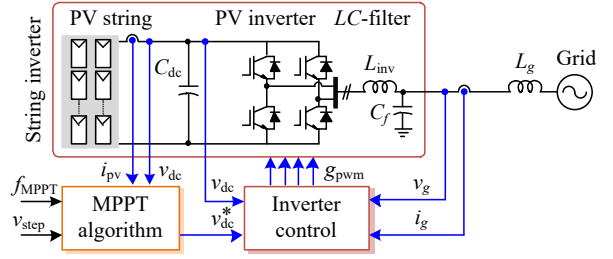 PV string
PV inverter
LC-filter
String inverter
C_dc
L_inv
C_f
L_g
Grid
i_pv
v_dc
v_dc
g_pwm
v_g
i_g
f_MPPT
v_step
MPPT
algorithm
v*_dc
Inverter
control